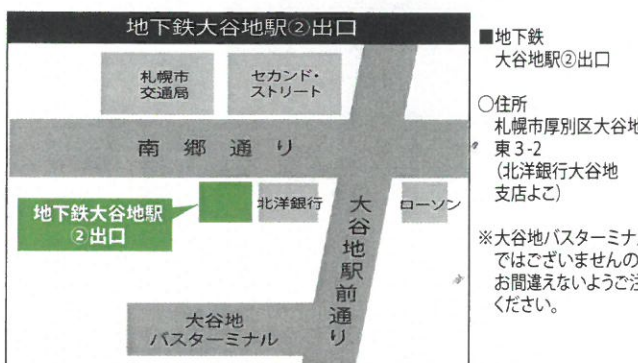 地下鉄大谷地駅②出口
札幌市
交通局
セカンド・
ストリート
南郷通り
地下鉄大谷地駅
②出口
北洋銀行
大谷地駅前通り
ローソン
大谷地
バスターミナル
■地下鉄
大谷地駅②出口
○住所
札幌市厚別区大谷地
東3-2
(北洋銀行大谷地
支店よこ)
※大谷地バスターミナル
ではございませんの
お間違えないようご注
ください。